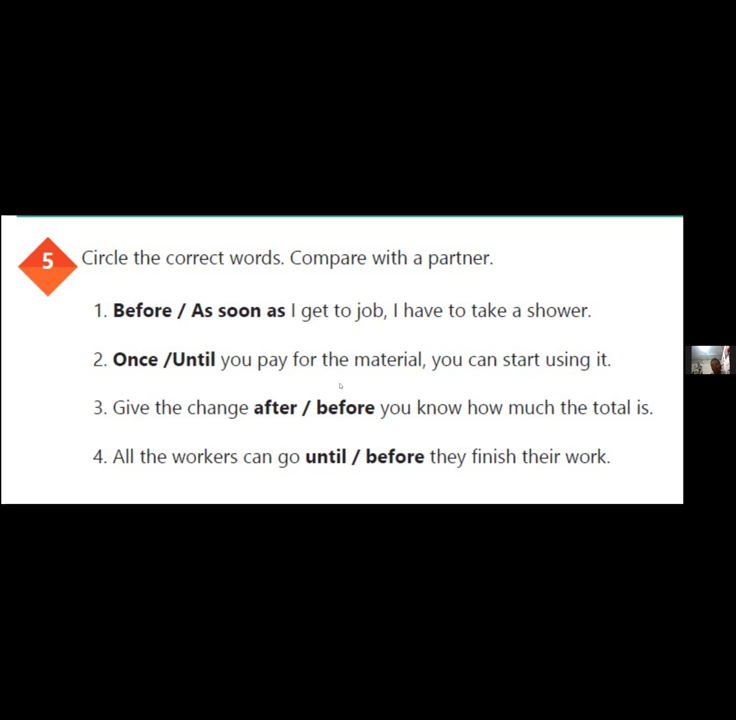 5 Circle the correct words. Compare with a partner.
1. Before / As soon as I get to job, I have to take a shower.
2. Once /Until you pay for the material, you can start using it.
3. Give the change after / before you know how much the total is.
4. All the workers can go until / before they finish their work.